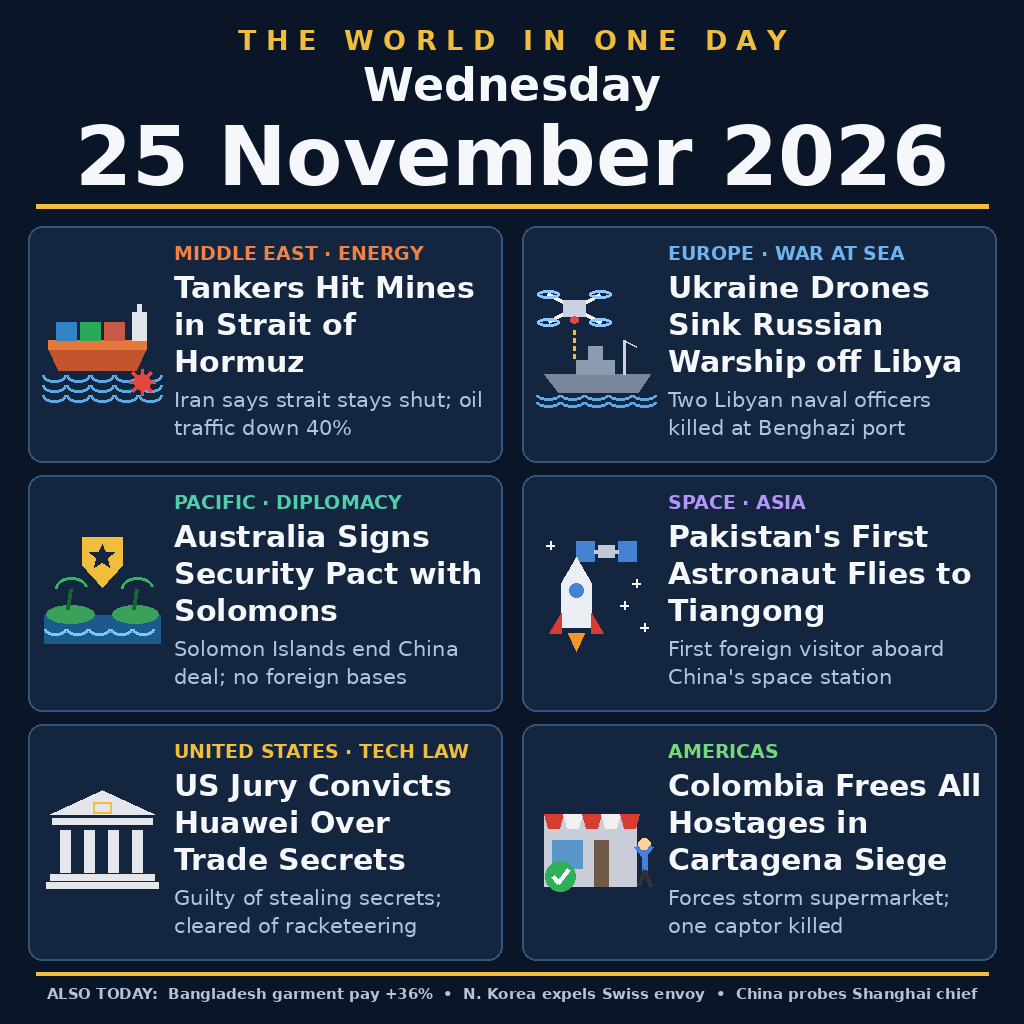 THE WORLD IN ONE DAY
Wednesday
25 November 2026
MIDDLE EAST · ENERGY
Tankers Hit Mines
in Strait of
Hormuz
Iran says strait stays shut; oil
traffic down 40%
EUROPE · WAR AT SEA
Ukraine Drones
Sink Russian
Warship off Libya
Two Libyan naval officers
killed at Benghazi port
PACIFIC · DIPLOMACY
Australia Signs
Security Pact with
Solomons
Solomon Islands end China
deal; no foreign bases
SPACE · ASIA
Pakistan's First
Astronaut Flies to
Tiangong
First foreign visitor aboard
China's space station
UNITED STATES · TECH LAW
US Jury Convicts
Huawei Over
Trade Secrets
Guilty of stealing secrets;
cleared of racketeering
AMERICAS
Colombia Frees All
Hostages in
Cartagena Siege
Forces storm supermarket;
one captor killed
ALSO TODAY: Bangladesh garment pay +36% • N. Korea expels Swiss envoy • China probes Shanghai chief